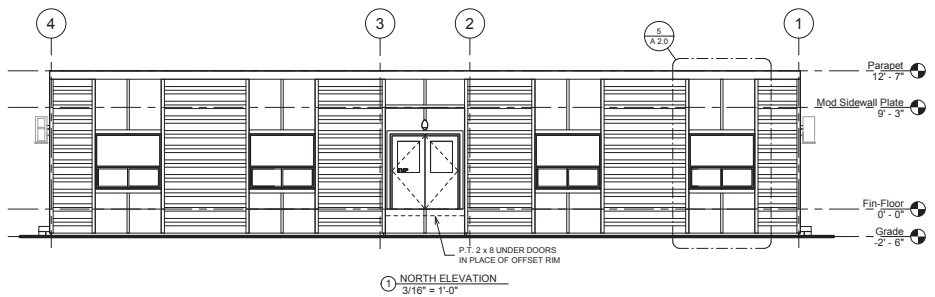 4
3
2
1
5
A 2.0
Parapet
12' - 7"
Mod Sidewall Plate
9' - 3"
Fin-Floor
0' - 0"
Grade
-2' - 6"
P.T. 2 x 8 UNDER DOORS
IN PLACE OF OFFSET RIM
1 NORTH ELEVATION
3/16" = 1'-0"